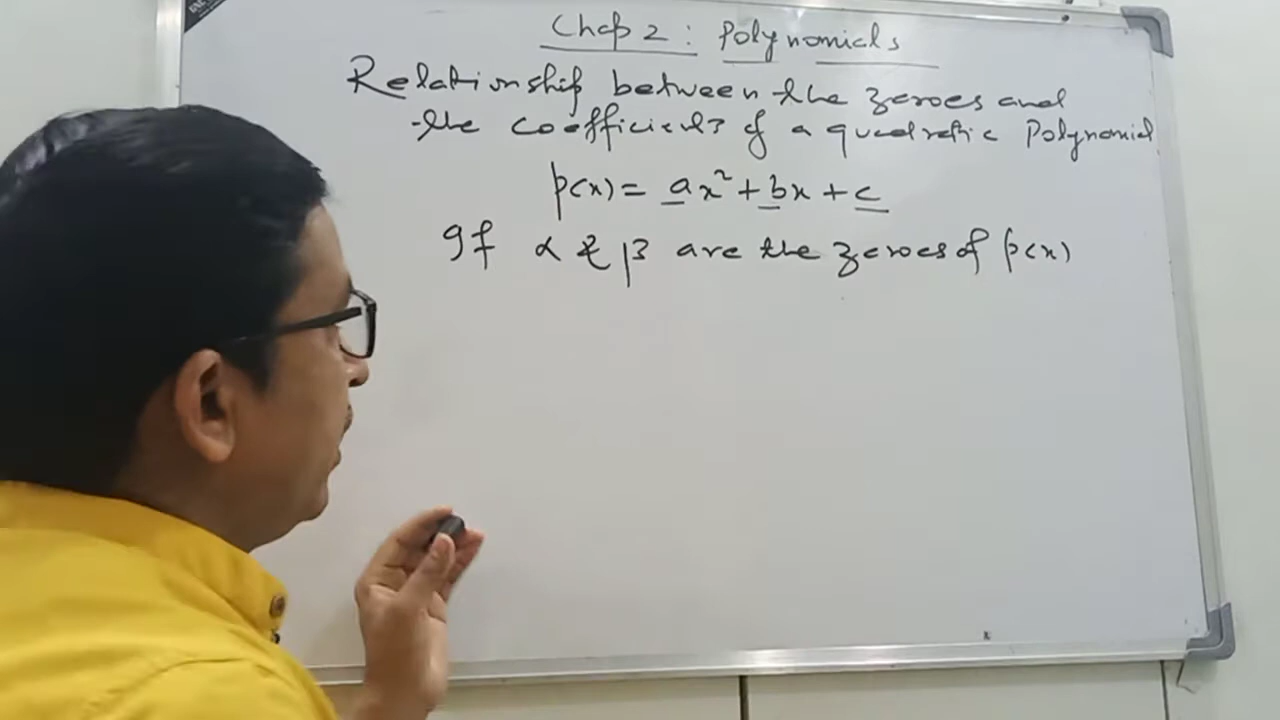 Chap 2: Polynomials
Relationship between the zeroes and
the coefficients of a quadratic Polynomial
p(x) = ax² + bx + c
If α & β are the zeroes of p(x)